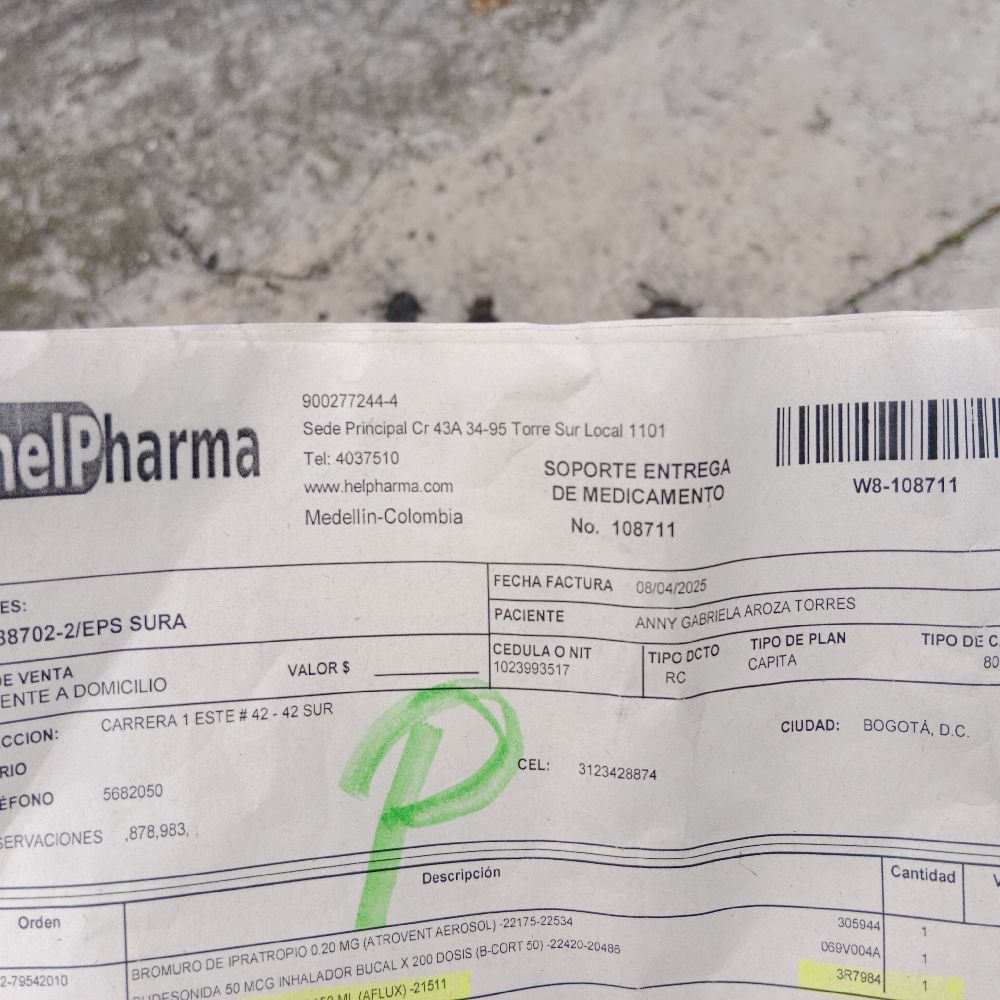 helPharma
900277244-4
Sede Principal Cr 43A 34-95 Torre Sur Local 1101
Tel: 4037510
www.helpharma.com
Medellín-Colombia
SOPORTE ENTREGA
DE MEDICAMENTO
No. 108711
W8-108711
ES:
38702-2/EPS SURA
FECHA FACTURA 08/04/2025
PACIENTE ANNY GABRIELA AROZA TORRES
DE VENTA VALOR $
ENTE A DOMICILIO
CEDULA O NIT
1023993517
TIPO DCTO
RC
TIPO DE PLAN
CAPITA
TIPO DE C
80
CCION: CARRERA 1 ESTE # 42 - 42 SUR
CIUDAD: BOGOTÁ, D.C.
RIO
CEL: 3123428874
ÉFONO 5682050
SERVACIONES ,878,983,
P
Orden Descripción Cantidad V
2-79542010 BROMURO DE IPRATROPIO 0.20 MG (ATROVENT AEROSOL) -22175-22534 305944 1
BUDESONIDA 50 MCG INHALADOR BUCAL X 200 DOSIS (B-CORT 50) -22420-20486 069V004A 1
ML (AFLUX) -21511 3R7984 1